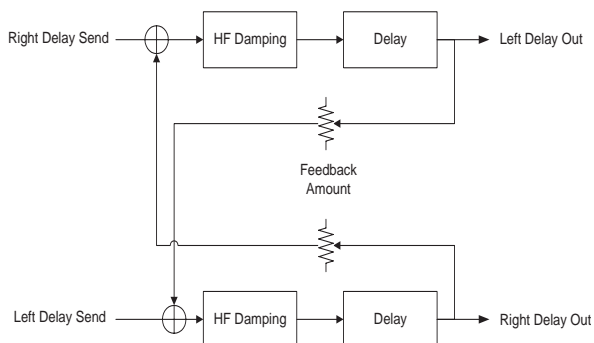 Right Delay Send
HF Damping
Delay
Left Delay Out
Feedback
Amount
Left Delay Send
HF Damping
Delay
Right Delay Out